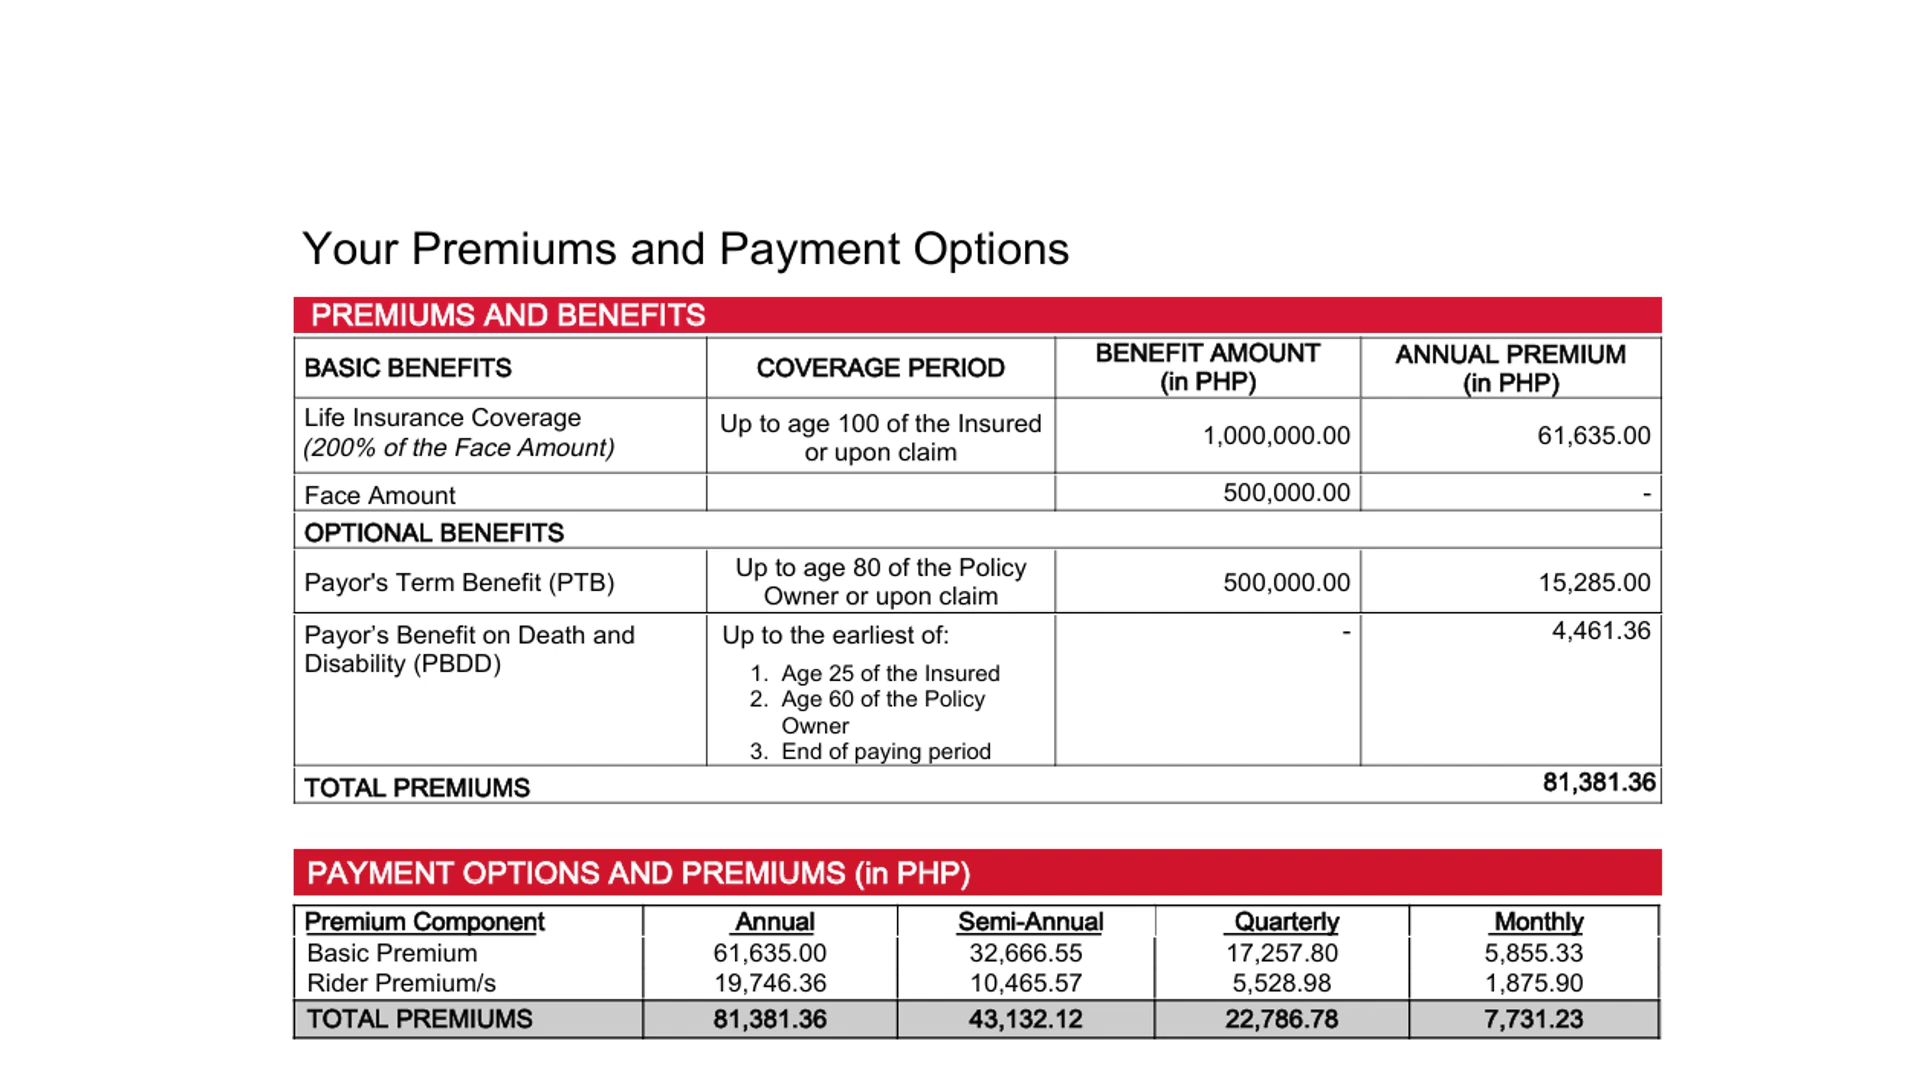 Your Premiums and Payment Options
PREMIUMS AND BENEFITS
BASIC BENEFITS
COVERAGE PERIOD
BENEFIT AMOUNT
(in PHP)
ANNUAL PREMIUM
(in PHP)
Life Insurance Coverage
(200% of the Face Amount)
Up to age 100 of the Insured
or upon claim
1,000,000.00
61,635.00
Face Amount
500,000.00
-
OPTIONAL BENEFITS
Payor's Term Benefit (PTB)
Up to age 80 of the Policy
Owner or upon claim
500,000.00
15,285.00
Payor’s Benefit on Death and
Disability (PBDD)
Up to the earliest of:
1. Age 25 of the Insured
2. Age 60 of the Policy
Owner
3. End of paying period
-
4,461.36
TOTAL PREMIUMS
81,381.36
PAYMENT OPTIONS AND PREMIUMS (in PHP)
Premium Component Annual Semi-Annual Quarterly Monthly
Basic Premium 61,635.00 32,666.55 17,257.80 5,855.33
Rider Premium/s 19,746.36 10,465.57 5,528.98 1,875.90
TOTAL PREMIUMS 81,381.36 43,132.12 22,786.78 7,731.23